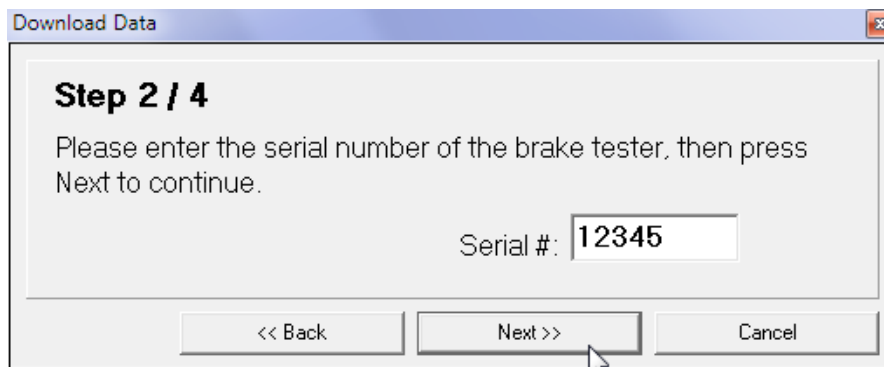 Download Data
Step 2 / 4
Please enter the serial number of the brake tester, then press
Next to continue.
Serial #: 12345
<< Back Next >> Cancel